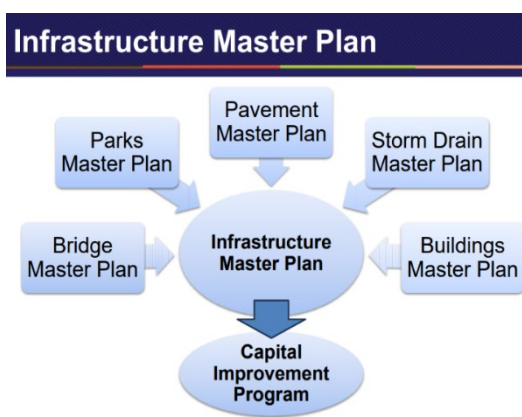 Infrastructure Master Plan
Pavement
Master Plan
Parks
Master Plan
Storm Drain
Master Plan
Bridge
Master Plan
Infrastructure
Master Plan
Buildings
Master Plan
Capital
Improvement
Program